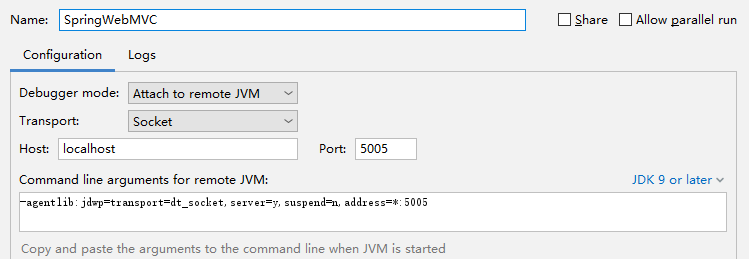 Name: SpringWebMVC Share Allow parallel run
Configuration Logs
Debugger mode: Attach to remote JVM
Transport: Socket
Host: localhost Port: 5005
Command line arguments for remote JVM: JDK 9 or later
-agentlib:jdwp=transport=dt_socket,server=y,suspend=n,address=*:5005
Copy and paste the arguments to the command line when JVM is started